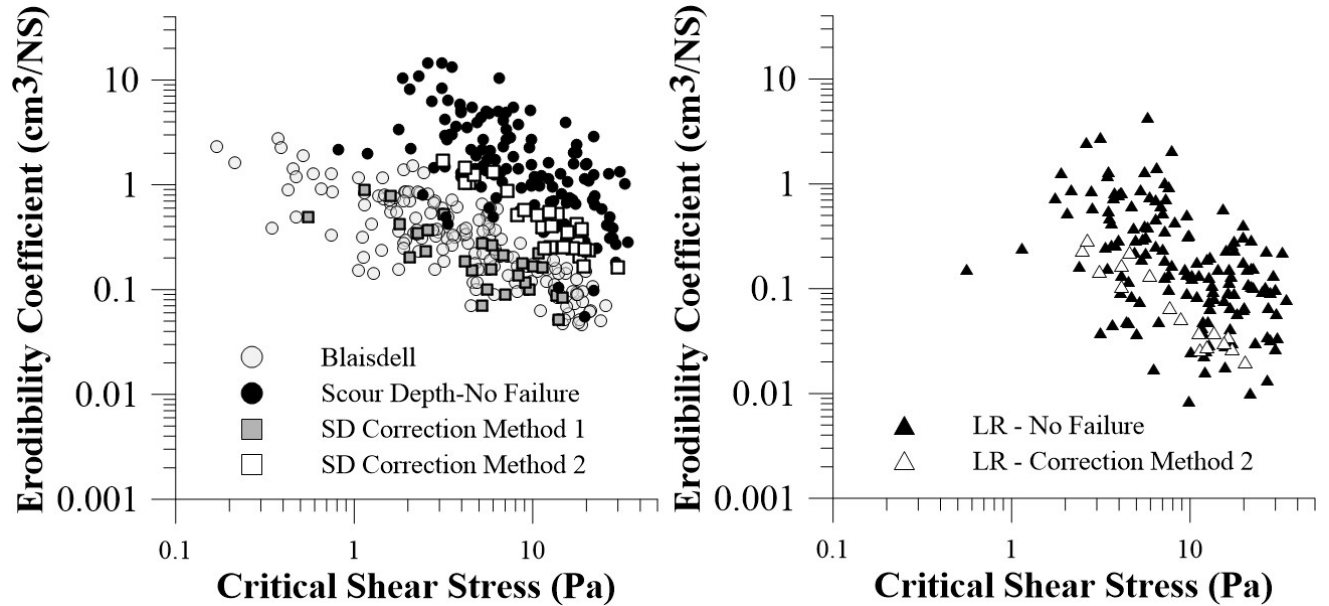 Erodibility Coefficient (cm3/NS)
10
1
0.1
0.01
0.001
Blaisdell
Scour Depth-No Failure
SD Correction Method 1
SD Correction Method 2
0.1
1
10
Critical Shear Stress (Pa)
Erodibility Coefficient (cm3/NS)
10
1
0.1
0.01
0.001
LR - No Failure
LR - Correction Method 2
0.1
1
10
Critical Shear Stress (Pa)